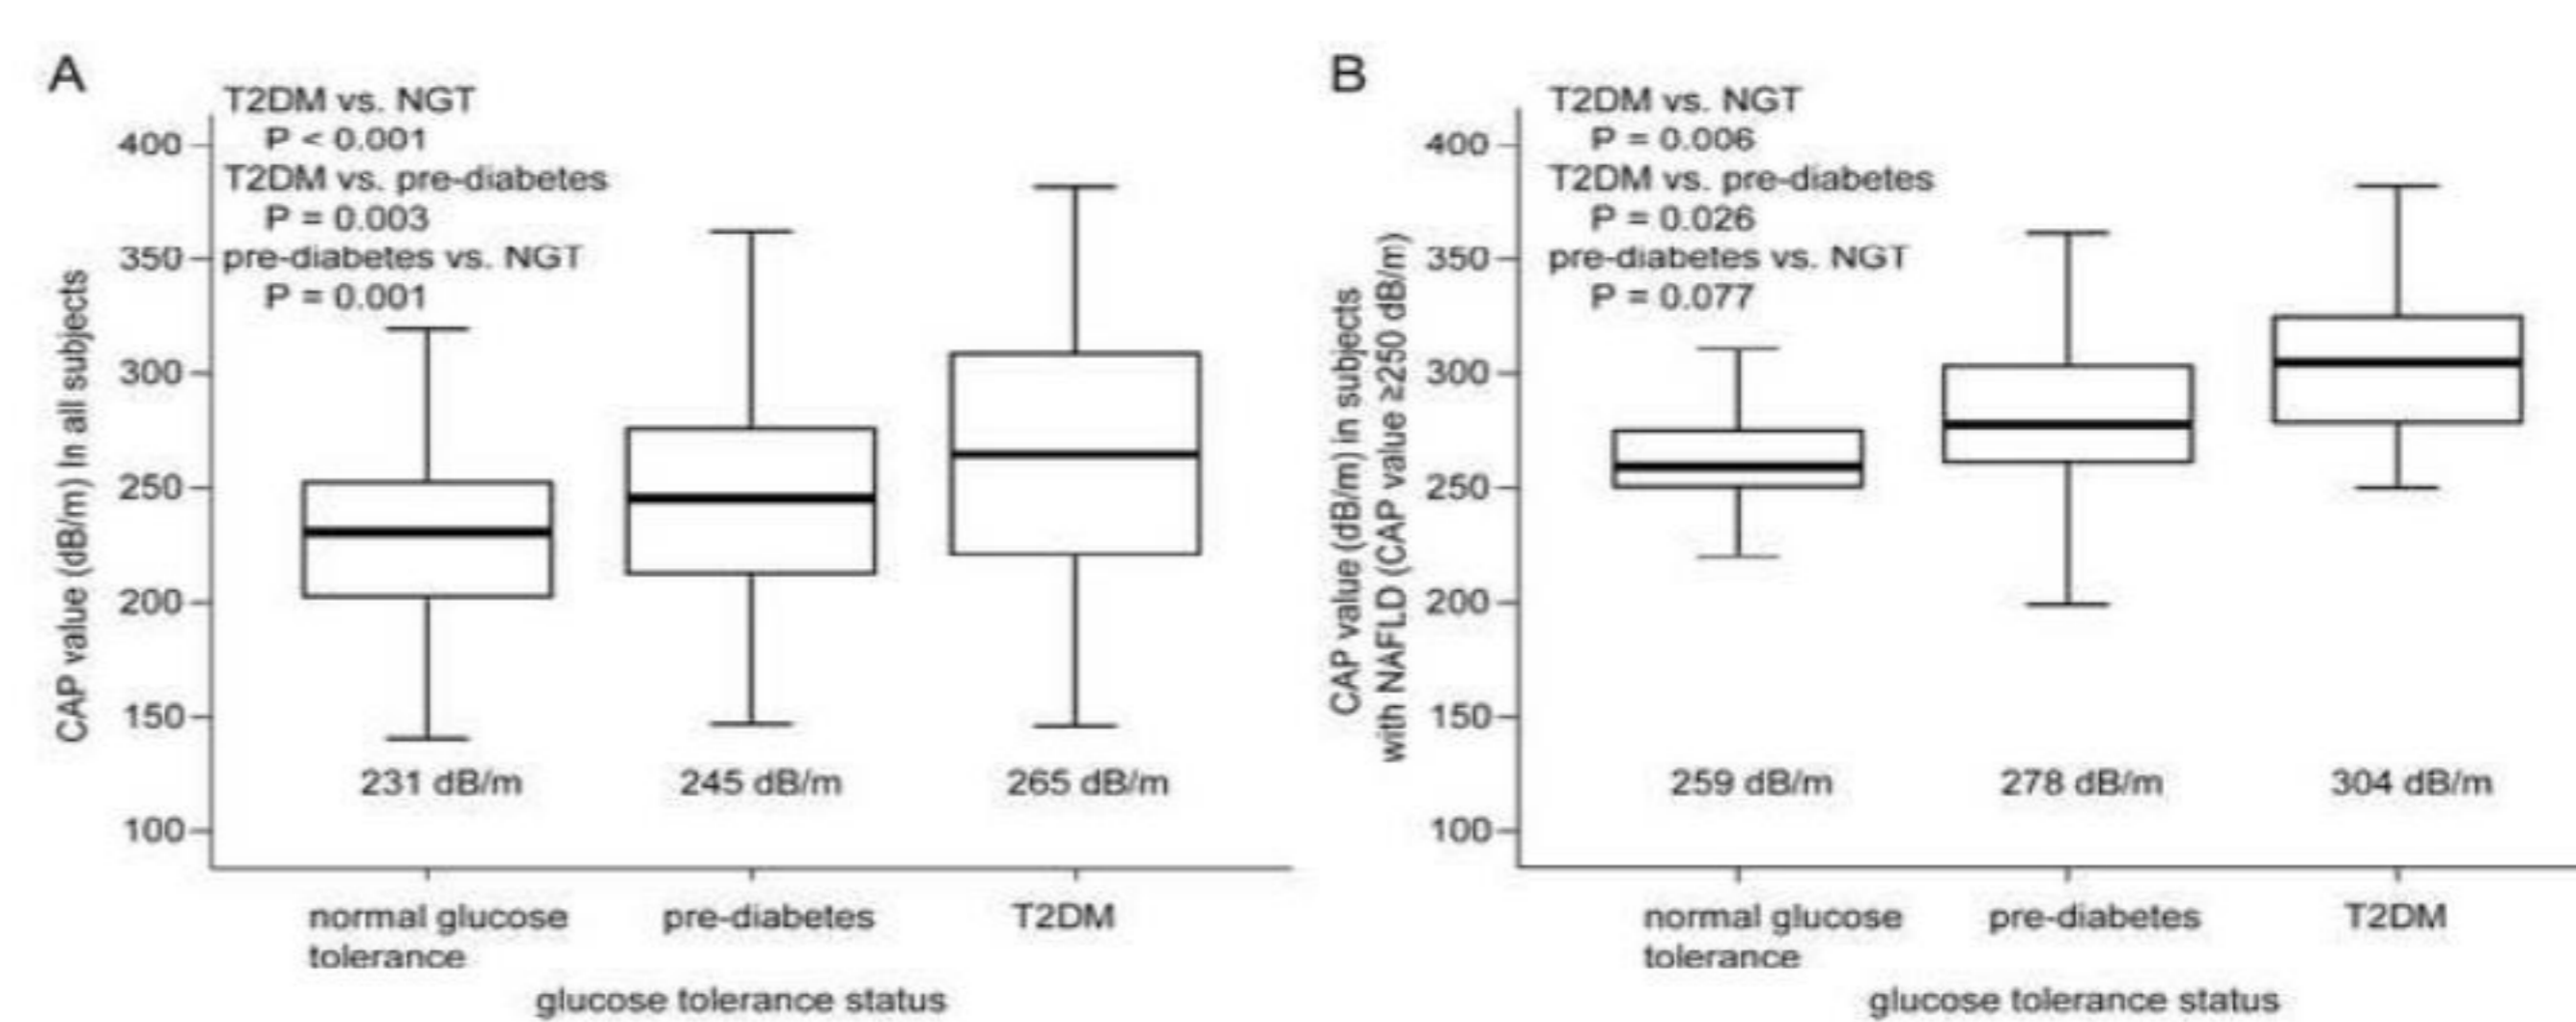 A
T2DM vs. NGT
P < 0.001
T2DM vs. pre-diabetes
P = 0.003
pre-diabetes vs. NGT
P = 0.001
CAP value (dB/m) In all subjects
400
350
300
250
200
150
100
231 dB/m
245 dB/m
265 dB/m
normal glucose
tolerance
pre-diabetes
T2DM
glucose tolerance status
B
T2DM vs. NGT
P = 0.006
T2DM vs. pre-diabetes
P = 0.026
pre-diabetes vs. NGT
P = 0.077
CAP value (dB/m) in subjects
with NAFLD (CAP value ≥250 dB/m)
400
350
300
250
200
150
100
259 dB/m
278 dB/m
304 dB/m
normal glucose
tolerance
pre-diabetes
T2DM
glucose tolerance status